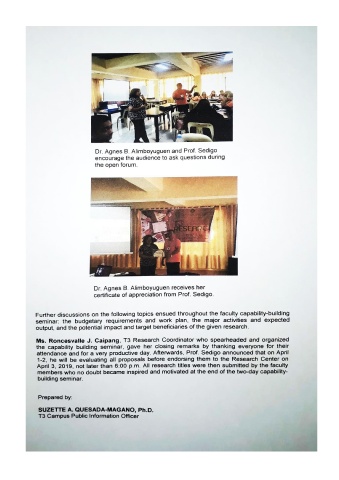 Dr. Agnes B. Alimboyuguen and Prof. Sedigo
encourage the audience to ask questions during
the open forum.
Dr. Agnes B. Alimboyuguen receives her
certificate of appreciation from Prof. Sedigo.
Further discussions on the following topics ensued throughout the faculty capability-building
seminar: the budgetary requirements and work plan, the major activities and expected
output, and the potential impact and target beneficiaries of the given research.
Ms. Roncesvalle J. Caipang, T3 Research Coordinator who spearheaded and organized
the capability building seminar, gave her closing remarks by thanking everyone for their
attendance and for a very productive day. Afterwards, Prof. Sedigo announced that on April
1-2, he will be evaluating all proposals before endorsing them to the Research Center on
April 3, 2019, not later than 6:00 p.m. All research titles were then submitted by the faculty
members who no doubt became inspired and motivated at the end of the two-day capability-
building seminar.
Prepared by:
SUZETTE A. QUESADA-MAGANO, Ph.D.
T3 Campus Public Information Officer